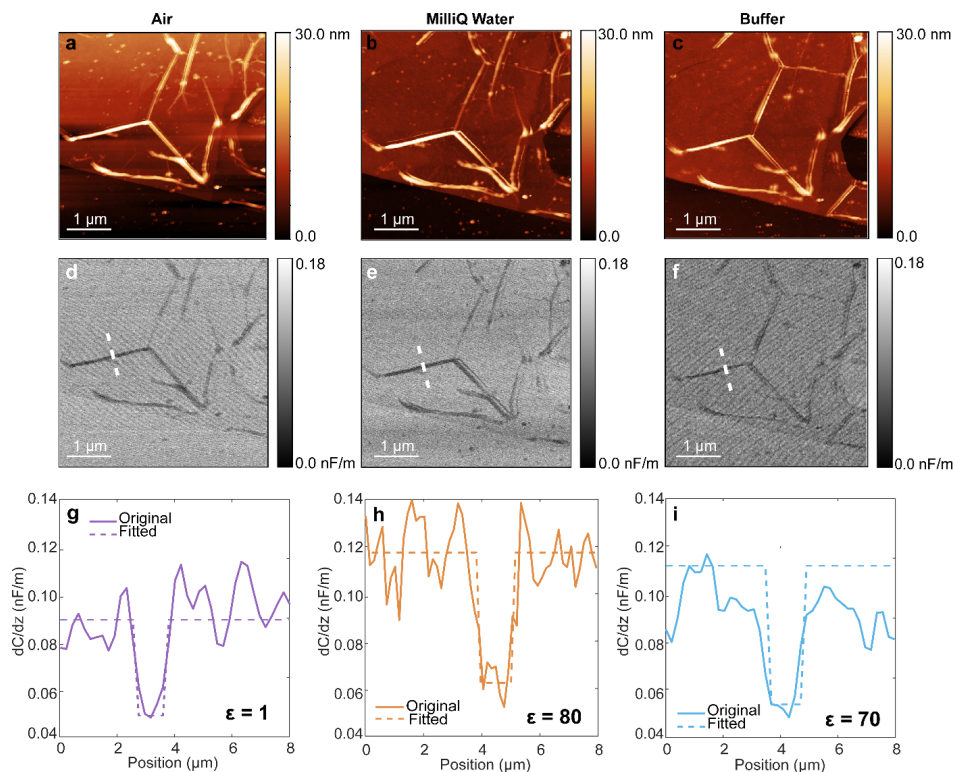 Air
MilliQ Water
Buffer
a
30.0 nm
0.0
1 µm
b
30.0 nm
0.0
1 µm
c
30.0 nm
0.0
1 µm
d
0.18
0.0 nF/m
1 µm
e
0.18
0.0 nF/m
1 µm
f
0.18
0.0 nF/m
1 µm
g
Original
Fitted
ε = 1
dC/dz (nF/m)
0.14
0.12
0.10
0.08
0.06
0.04
0 2 4 6 8
Position (µm)
h
Original
Fitted
ε = 80
dC/dz (nF/m)
0.14
0.12
0.10
0.08
0.06
0.04
0 2 4 6 8
Position (µm)
i
Original
Fitted
ε = 70
dC/dz (nF/m)
0.14
0.12
0.10
0.08
0.06
0.04
0 2 4 6 8
Position (µm)